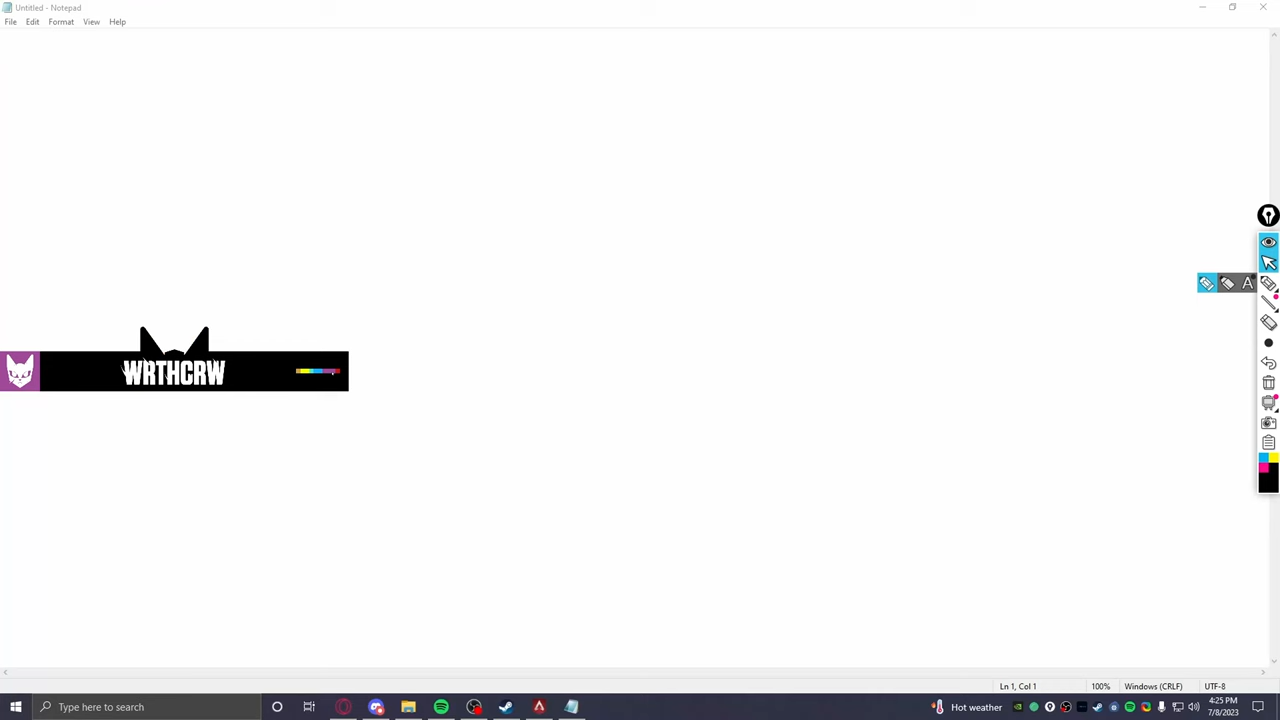 Untitled - Notepad
File Edit Format View Help
A
WRTHCRW
Ln 1, Col 1 100% Windows (CRLF) UTF-8
Type here to search
Hot weather
4:25 PM
7/8/2023